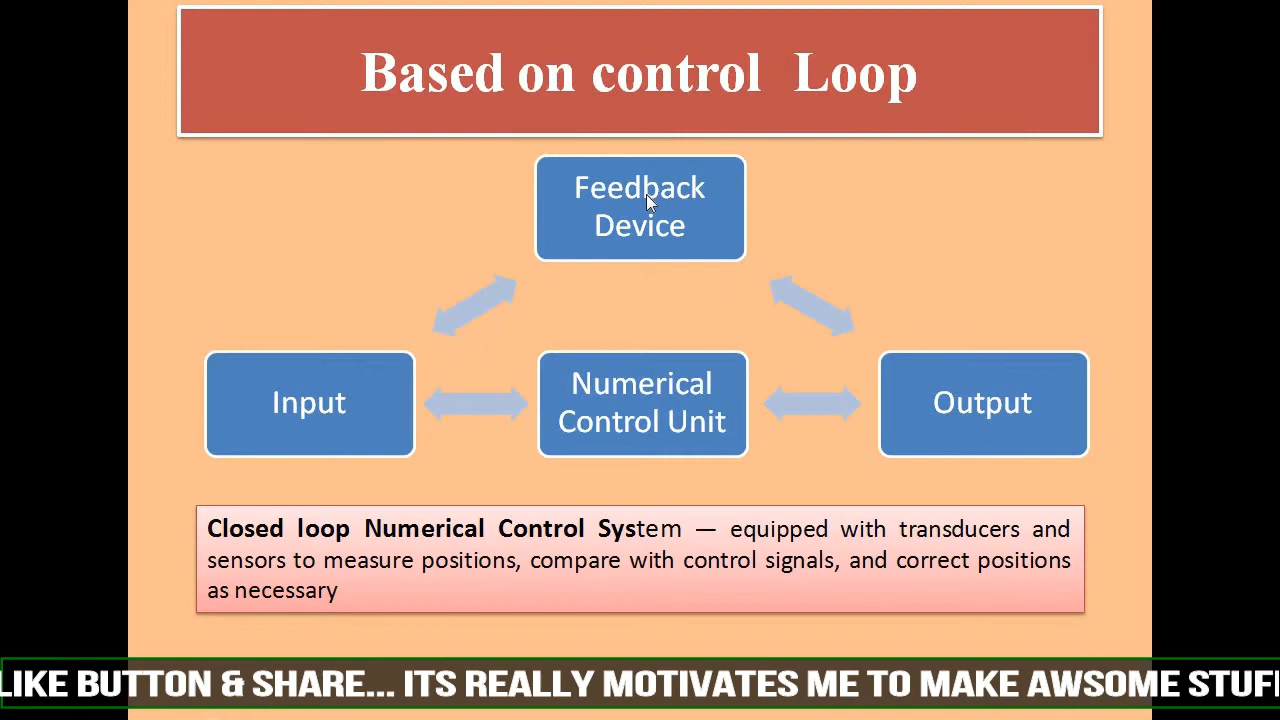 Based on control Loop
Feedback
Device
Input
Numerical
Control Unit
Output
Closed loop Numerical Control System — equipped with transducers and
sensors to measure positions, compare with control signals, and correct positions
as necessary
LIKE BUTTON & SHARE... ITS REALLY MOTIVATES ME TO MAKE AWSOME STUF